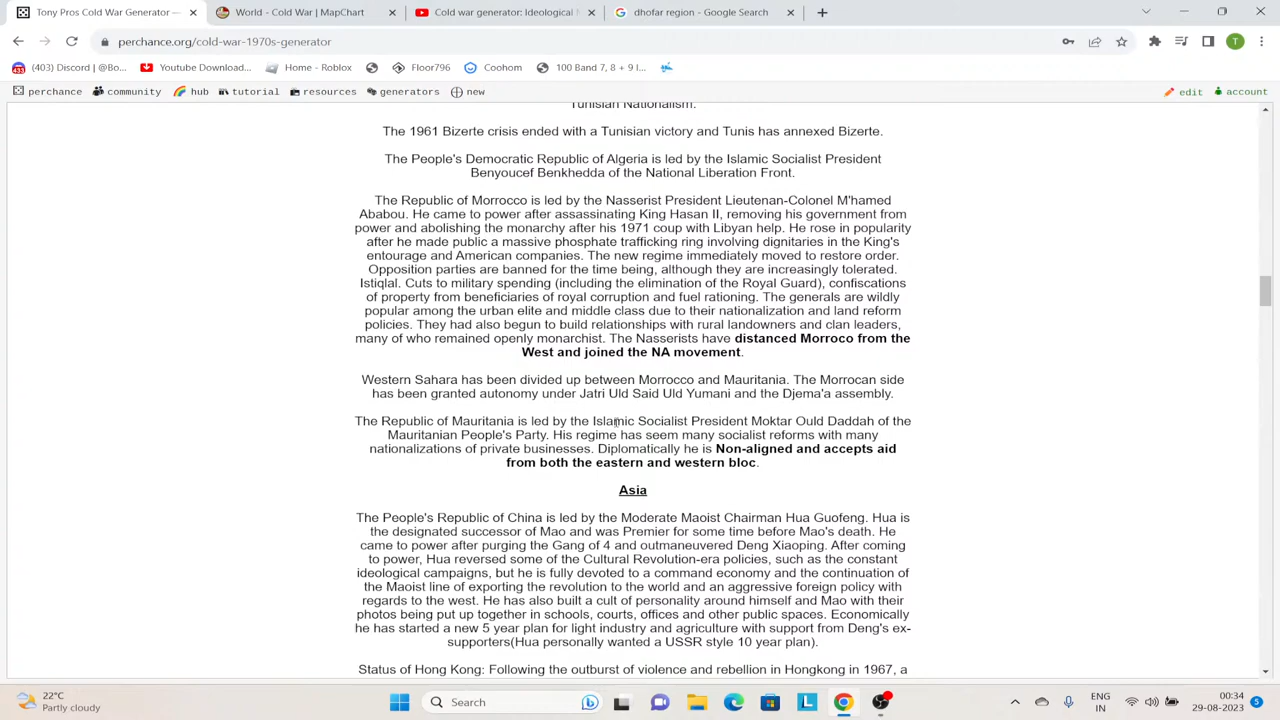 Tony Pros Cold War Generator —
World - Cold War | MapChart
Cold war generator: Ideological
dhofar region - Google Search
perchance.org/cold-war-1970s-generator
(403) Discord | @Bo...
Youtube Download...
Home - Roblox
Floor796
Coohom
100 Band 7, 8 + 9 l...
perchance
community
hub
tutorial
resources
generators
new
edit
account
Tunisian Nationalism.
The 1961 Bizerte crisis ended with a Tunisian victory and Tunis has annexed Bizerte.
The People's Democratic Republic of Algeria is led by the Islamic Socialist President
Benyoucef Benkhedda of the National Liberation Front.
The Republic of Morrocco is led by the Nasserist President Lieutenan-Colonel M'hamed
Ababou. He came to power after assassinating King Hasan II, removing his government from
power and abolishing the monarchy after his 1971 coup with Libyan help. He rose in popularity
after he made public a massive phosphate trafficking ring involving dignitaries in the King's
entourage and American companies. The new regime immediately moved to restore order.
Opposition parties are banned for the time being, although they are increasingly tolerated.
Istiqlal. Cuts to military spending (including the elimination of the Royal Guard), confiscations
of property from beneficiaries of royal corruption and fuel rationing. The generals are wildly
popular among the urban elite and middle class due to their nationalization and land reform
policies. They had also begun to build relationships with rural landowners and clan leaders,
many of who remained openly monarchist. The Nasserists have distanced Morroco from the
West and joined the NA movement.
Western Sahara has been divided up between Morrocco and Mauritania. The Morrocan side
has been granted autonomy under Jatri Uld Said Uld Yumani and the Djema'a assembly.
The Republic of Mauritania is led by the Islamic Socialist President Moktar Ould Daddah of the
Mauritanian People's Party. His regime has seem many socialist reforms with many
nationalizations of private businesses. Diplomatically he is Non-aligned and accepts aid
from both the eastern and western bloc.
Asia
The People's Republic of China is led by the Moderate Maoist Chairman Hua Guofeng. Hua is
the designated successor of Mao and was Premier for some time before Mao's death. He
came to power after purging the Gang of 4 and outmaneuvered Deng Xiaoping. After coming
to power, Hua reversed some of the Cultural Revolution-era policies, such as the constant
ideological campaigns, but he is fully devoted to a command economy and the continuation of
the Maoist line of exporting the revolution to the world and an aggressive foreign policy with
regards to the west. He has also built a cult of personality around himself and Mao with their
photos being put up together in schools, courts, offices and other public spaces. Economically
he has started a new 5 year plan for light industry and agriculture with support from Deng's ex-
supporters(Hua personally wanted a USSR style 10 year plan).
Status of Hong Kong: Following the outburst of violence and rebellion in Hongkong in 1967, a
22°C
Partly cloudy
Search
ENG
IN
00:34
29-08-2023
5